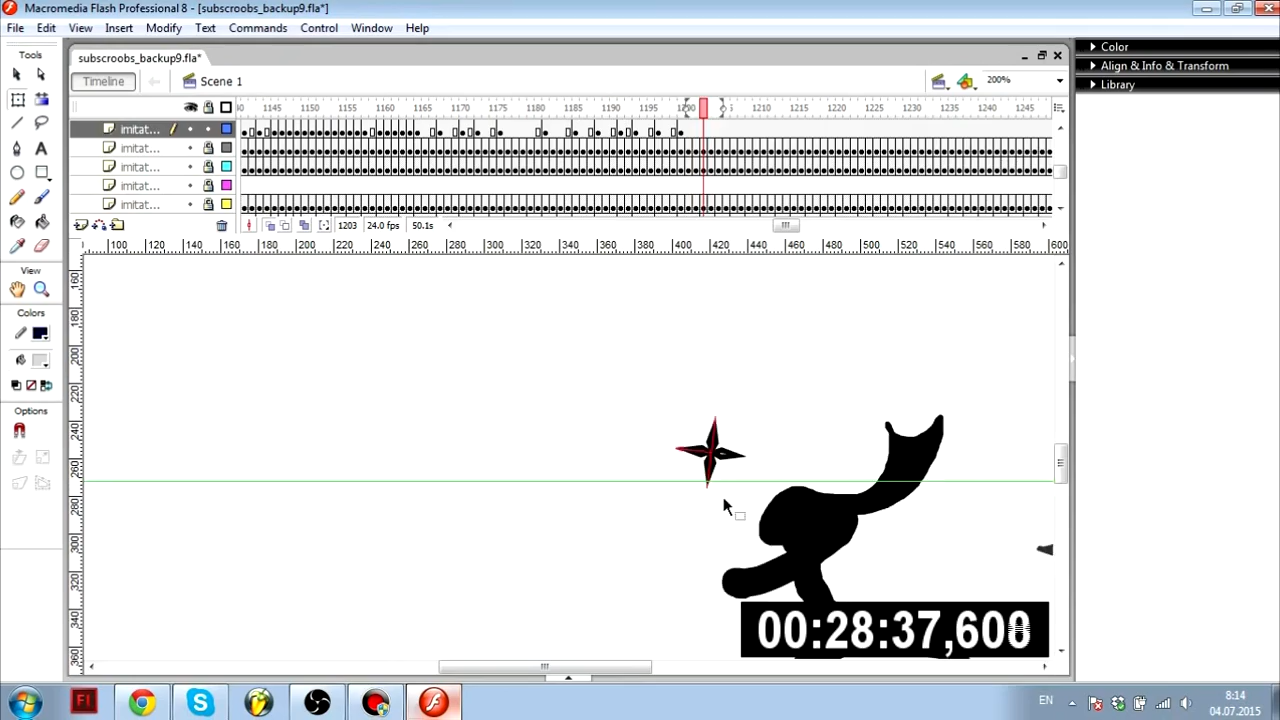 Macromedia Flash Professional 8 - [subscroobs_backup9.fla*]
File Edit View Insert Modify Text Commands Control Window Help
Tools
subscroobs_backup9.fla*
Timeline
Scene 1
200%
1145 1150 1155 1160 1165 1170 1175 1180 1185 1190 1195 1210 1215 1220 1225 1230 1235 1240 1245
imitat...
imitat...
imitat...
imitat...
imitat...
1203 24.0 fps 50.1s
100 120 140 160 180 200 220 240 260 280 300 320 340 360 380 400 420 440 460 480 500 520 540 560 580 600
View
Colors
Options
Color
Align & Info & Transform
Library
00:28:37,60
EN
8:14
04.07.2015